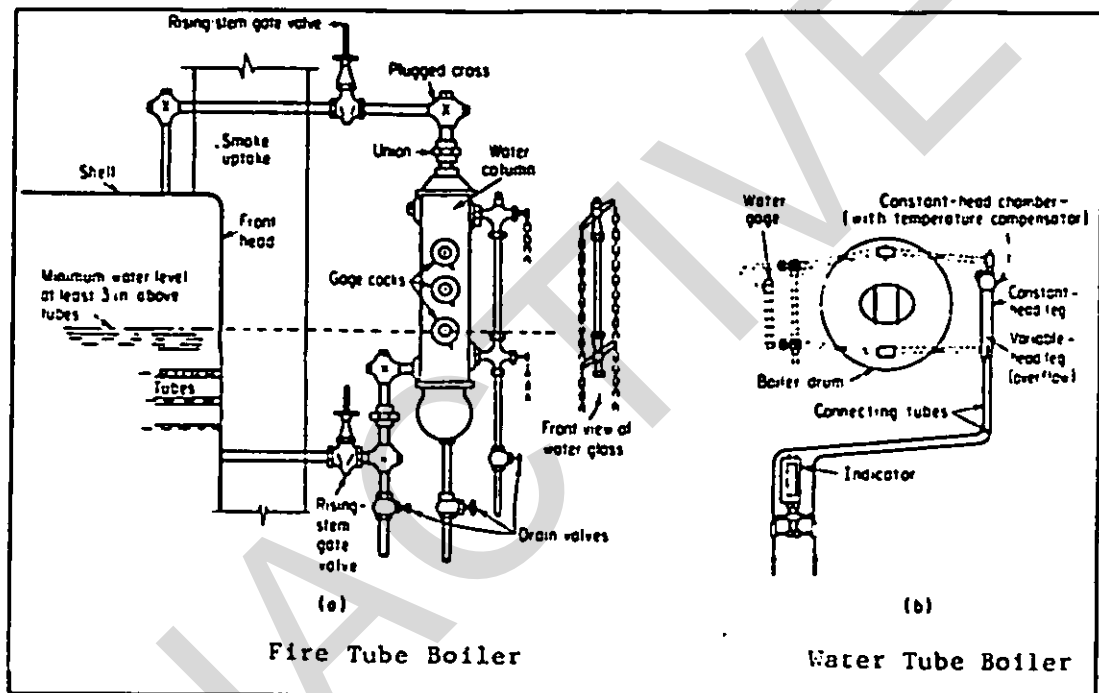 Rising-stem gate valve
Plugged cross
Smoke
uptake
Union
Water
column
Shell
Front
head
Gage cocks
Minimum water level
at least 3 in above
tubes
Tubes
Front view of
water glass
Rising-
stem
gate
valve
Drain valves
(a)
Fire Tube Boiler
Water
gage
Constant-head chamber-
(with temperature compensator)
Constant-
head leg
Variable-
head leg
(overflow)
Boiler drum
Connecting tubes
Indicator
(b)
Water Tube Boiler
ACTIVE